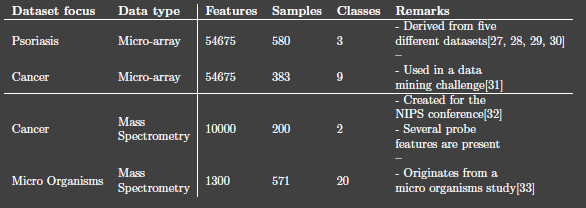 Dataset focus Data type Features Samples Classes Remarks
Psoriasis Micro-array 54675 580 3 - Derived from five
different datasets[27, 28, 29, 30]
–
Cancer Micro-array 54675 383 9 - Used in a data
mining challenge[31]
Cancer Mass
Spectrometry 10000 200 2 - Created for the
NIPS conference[32]
- Several probe
features are present
–
Micro Organisms Mass
Spectrometry 1300 571 20 - Originates from a
micro organisms study[33]